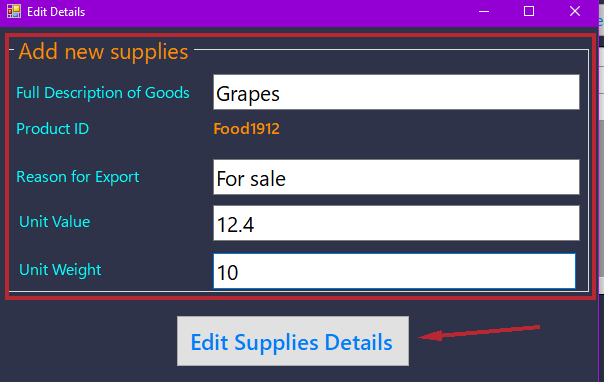 Edit Details
Add new supplies
Full Description of Goods Grapes
Product ID Food1912
Reason for Export For sale
Unit Value 12.4
Unit Weight 10
Edit Supplies Details